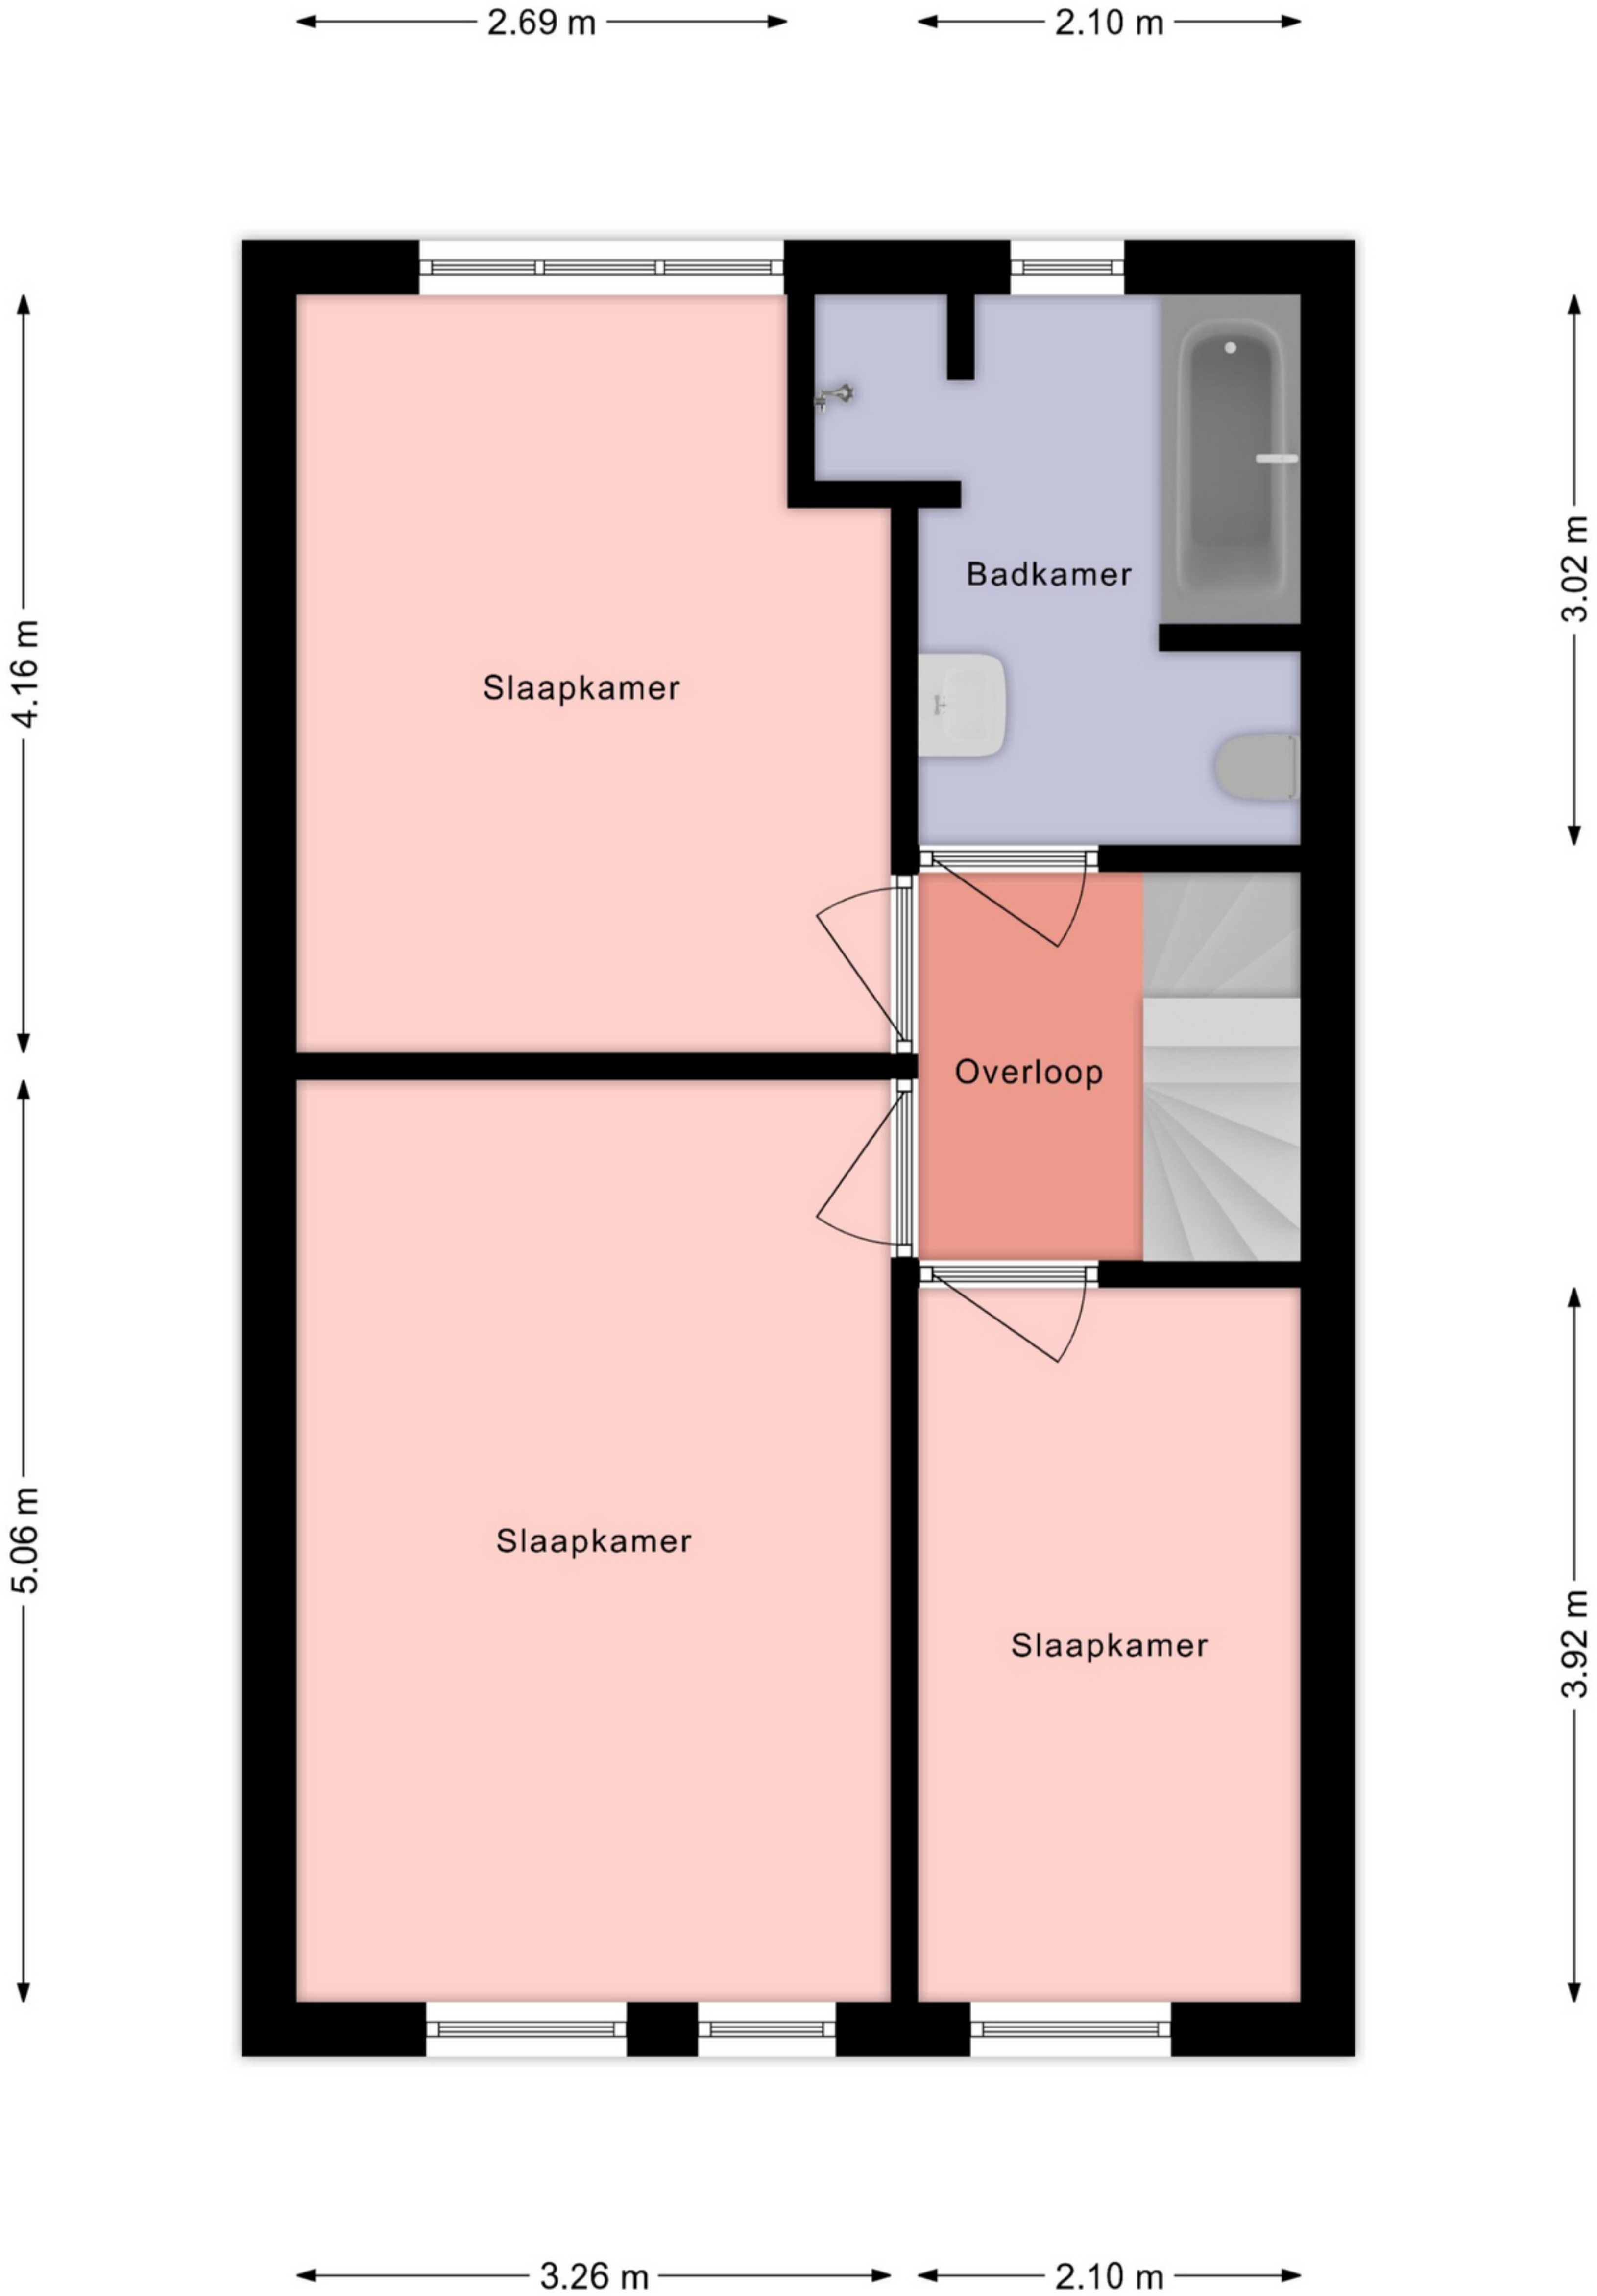 2.69 m
2.10 m
Badkamer
3.02 m
4.16 m
Slaapkamer
Overloop
5.06 m
Slaapkamer
Slaapkamer
3.92 m
3.26 m
2.10 m